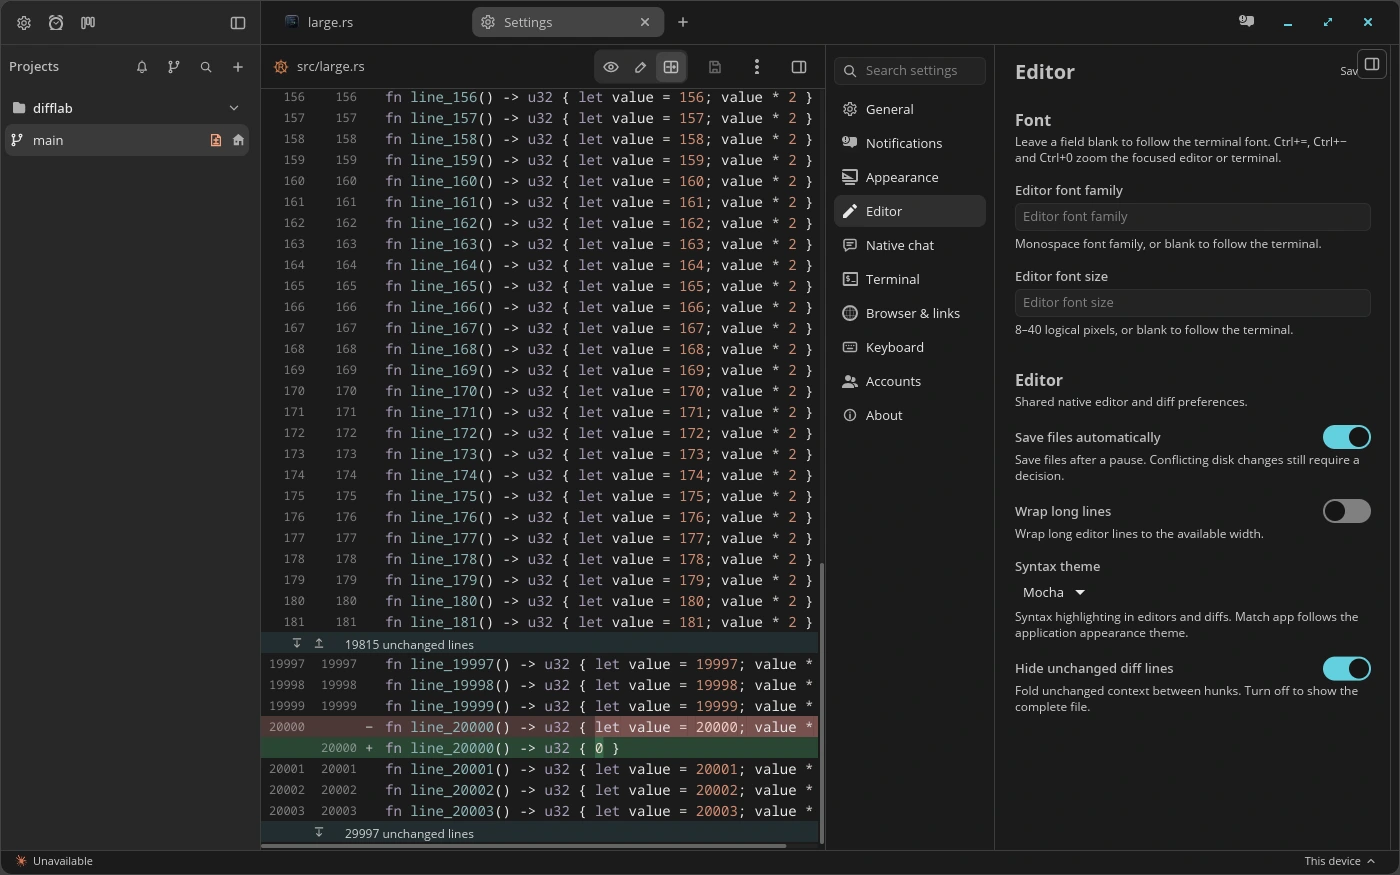 large.rs
Settings
Projects
src/large.rs
difflab
main
156 156 fn line_156() -> u32 { let value = 156; value * 2 }
157 157 fn line_157() -> u32 { let value = 157; value * 2 }
158 158 fn line_158() -> u32 { let value = 158; value * 2 }
159 159 fn line_159() -> u32 { let value = 159; value * 2 }
160 160 fn line_160() -> u32 { let value = 160; value * 2 }
161 161 fn line_161() -> u32 { let value = 161; value * 2 }
162 162 fn line_162() -> u32 { let value = 162; value * 2 }
163 163 fn line_163() -> u32 { let value = 163; value * 2 }
164 164 fn line_164() -> u32 { let value = 164; value * 2 }
165 165 fn line_165() -> u32 { let value = 165; value * 2 }
166 166 fn line_166() -> u32 { let value = 166; value * 2 }
167 167 fn line_167() -> u32 { let value = 167; value * 2 }
168 168 fn line_168() -> u32 { let value = 168; value * 2 }
169 169 fn line_169() -> u32 { let value = 169; value * 2 }
170 170 fn line_170() -> u32 { let value = 170; value * 2 }
171 171 fn line_171() -> u32 { let value = 171; value * 2 }
172 172 fn line_172() -> u32 { let value = 172; value * 2 }
173 173 fn line_173() -> u32 { let value = 173; value * 2 }
174 174 fn line_174() -> u32 { let value = 174; value * 2 }
175 175 fn line_175() -> u32 { let value = 175; value * 2 }
176 176 fn line_176() -> u32 { let value = 176; value * 2 }
177 177 fn line_177() -> u32 { let value = 177; value * 2 }
178 178 fn line_178() -> u32 { let value = 178; value * 2 }
179 179 fn line_179() -> u32 { let value = 179; value * 2 }
180 180 fn line_180() -> u32 { let value = 180; value * 2 }
181 181 fn line_181() -> u32 { let value = 181; value * 2 }
19815 unchanged lines
19997 19997 fn line_19997() -> u32 { let value = 19997; value *
19998 19998 fn line_19998() -> u32 { let value = 19998; value *
19999 19999 fn line_19999() -> u32 { let value = 19999; value *
20000 − fn line_20000() -> u32 { let value = 20000; value *
20000 + fn line_20000() -> u32 { 0 }
20001 20001 fn line_20001() -> u32 { let value = 20001; value *
20002 20002 fn line_20002() -> u32 { let value = 20002; value *
20003 20003 fn line_20003() -> u32 { let value = 20003; value *
29997 unchanged lines
Search settings
General
Notifications
Appearance
Editor
Native chat
Terminal
Browser & links
Keyboard
Accounts
About
Editor
Sav
Font
Leave a field blank to follow the terminal font. Ctrl+=, Ctrl+−
and Ctrl+0 zoom the focused editor or terminal.
Editor font family
Editor font family
Monospace font family, or blank to follow the terminal.
Editor font size
Editor font size
8–40 logical pixels, or blank to follow the terminal.
Editor
Shared native editor and diff preferences.
Save files automatically
Save files after a pause. Conflicting disk changes still require a
decision.
Wrap long lines
Wrap long editor lines to the available width.
Syntax theme
Mocha
Syntax highlighting in editors and diffs. Match app follows the
application appearance theme.
Hide unchanged diff lines
Fold unchanged context between hunks. Turn off to show the
complete file.
Unavailable
This device